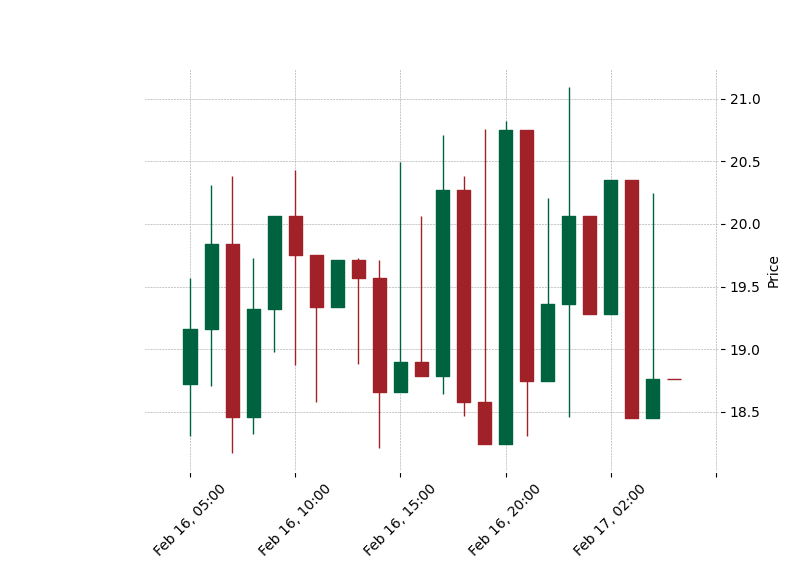 21.0
20.5
20.0
19.5
19.0
18.5
Price
Feb 16, 05:00
Feb 16, 10:00
Feb 16, 15:00
Feb 16, 20:00
Feb 17, 02:00